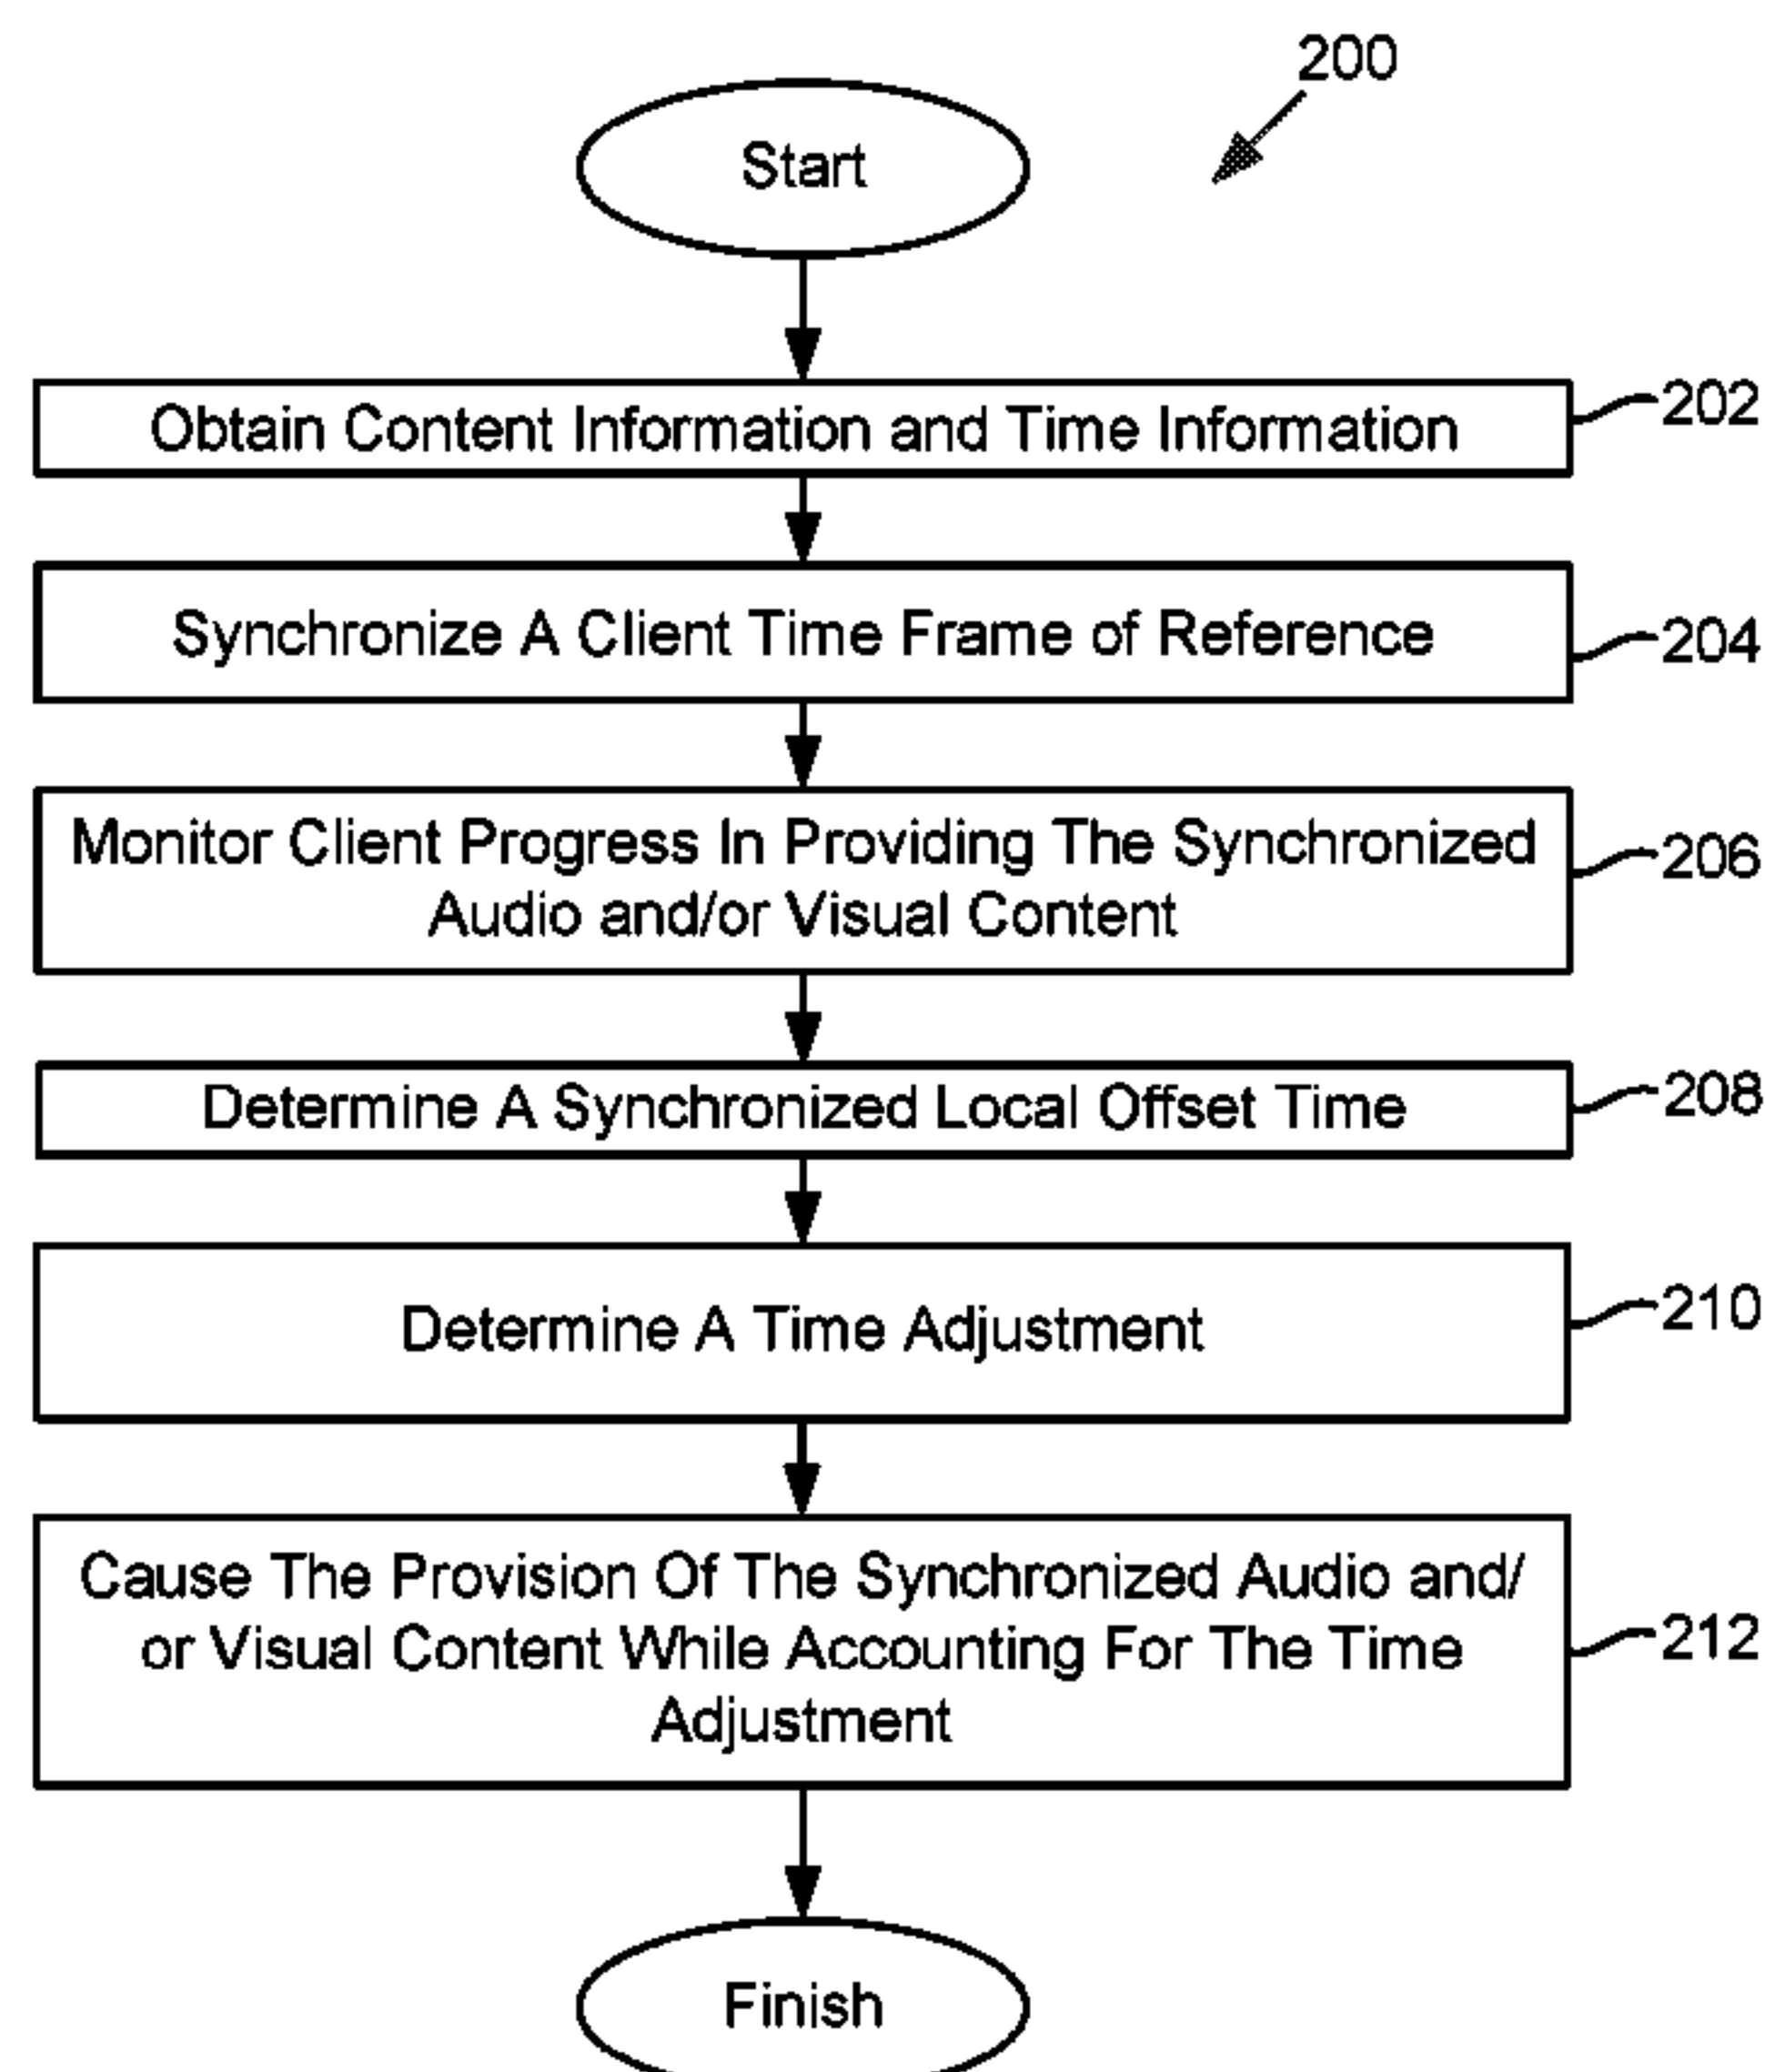 200
Start
Obtain Content Information and Time Information
202
Synchronize A Client Time Frame of Reference
204
Monitor Client Progress In Providing The Synchronized
Audio and/or Visual Content
206
Determine A Synchronized Local Offset Time
208
Determine A Time Adjustment
210
Cause The Provision Of The Synchronized Audio and/
or Visual Content While Accounting For The Time
Adjustment
212
Finish